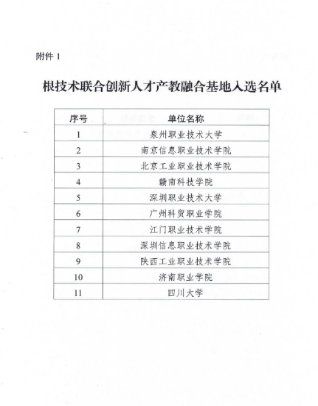 附件 1
根技术联合创新人才产教融合基地入选名单
序号 单位名称
1 泉州职业技术大学
2 南京信息职业技术学院
3 北京工业职业技术学院
4 赣南科技学院
5 深圳职业技术大学
6 广州科贸职业学院
7 江门职业技术学院
8 深圳信息职业技术学院
9 陕西工业职业技术学院
10 济南职业学院
11 四川大学